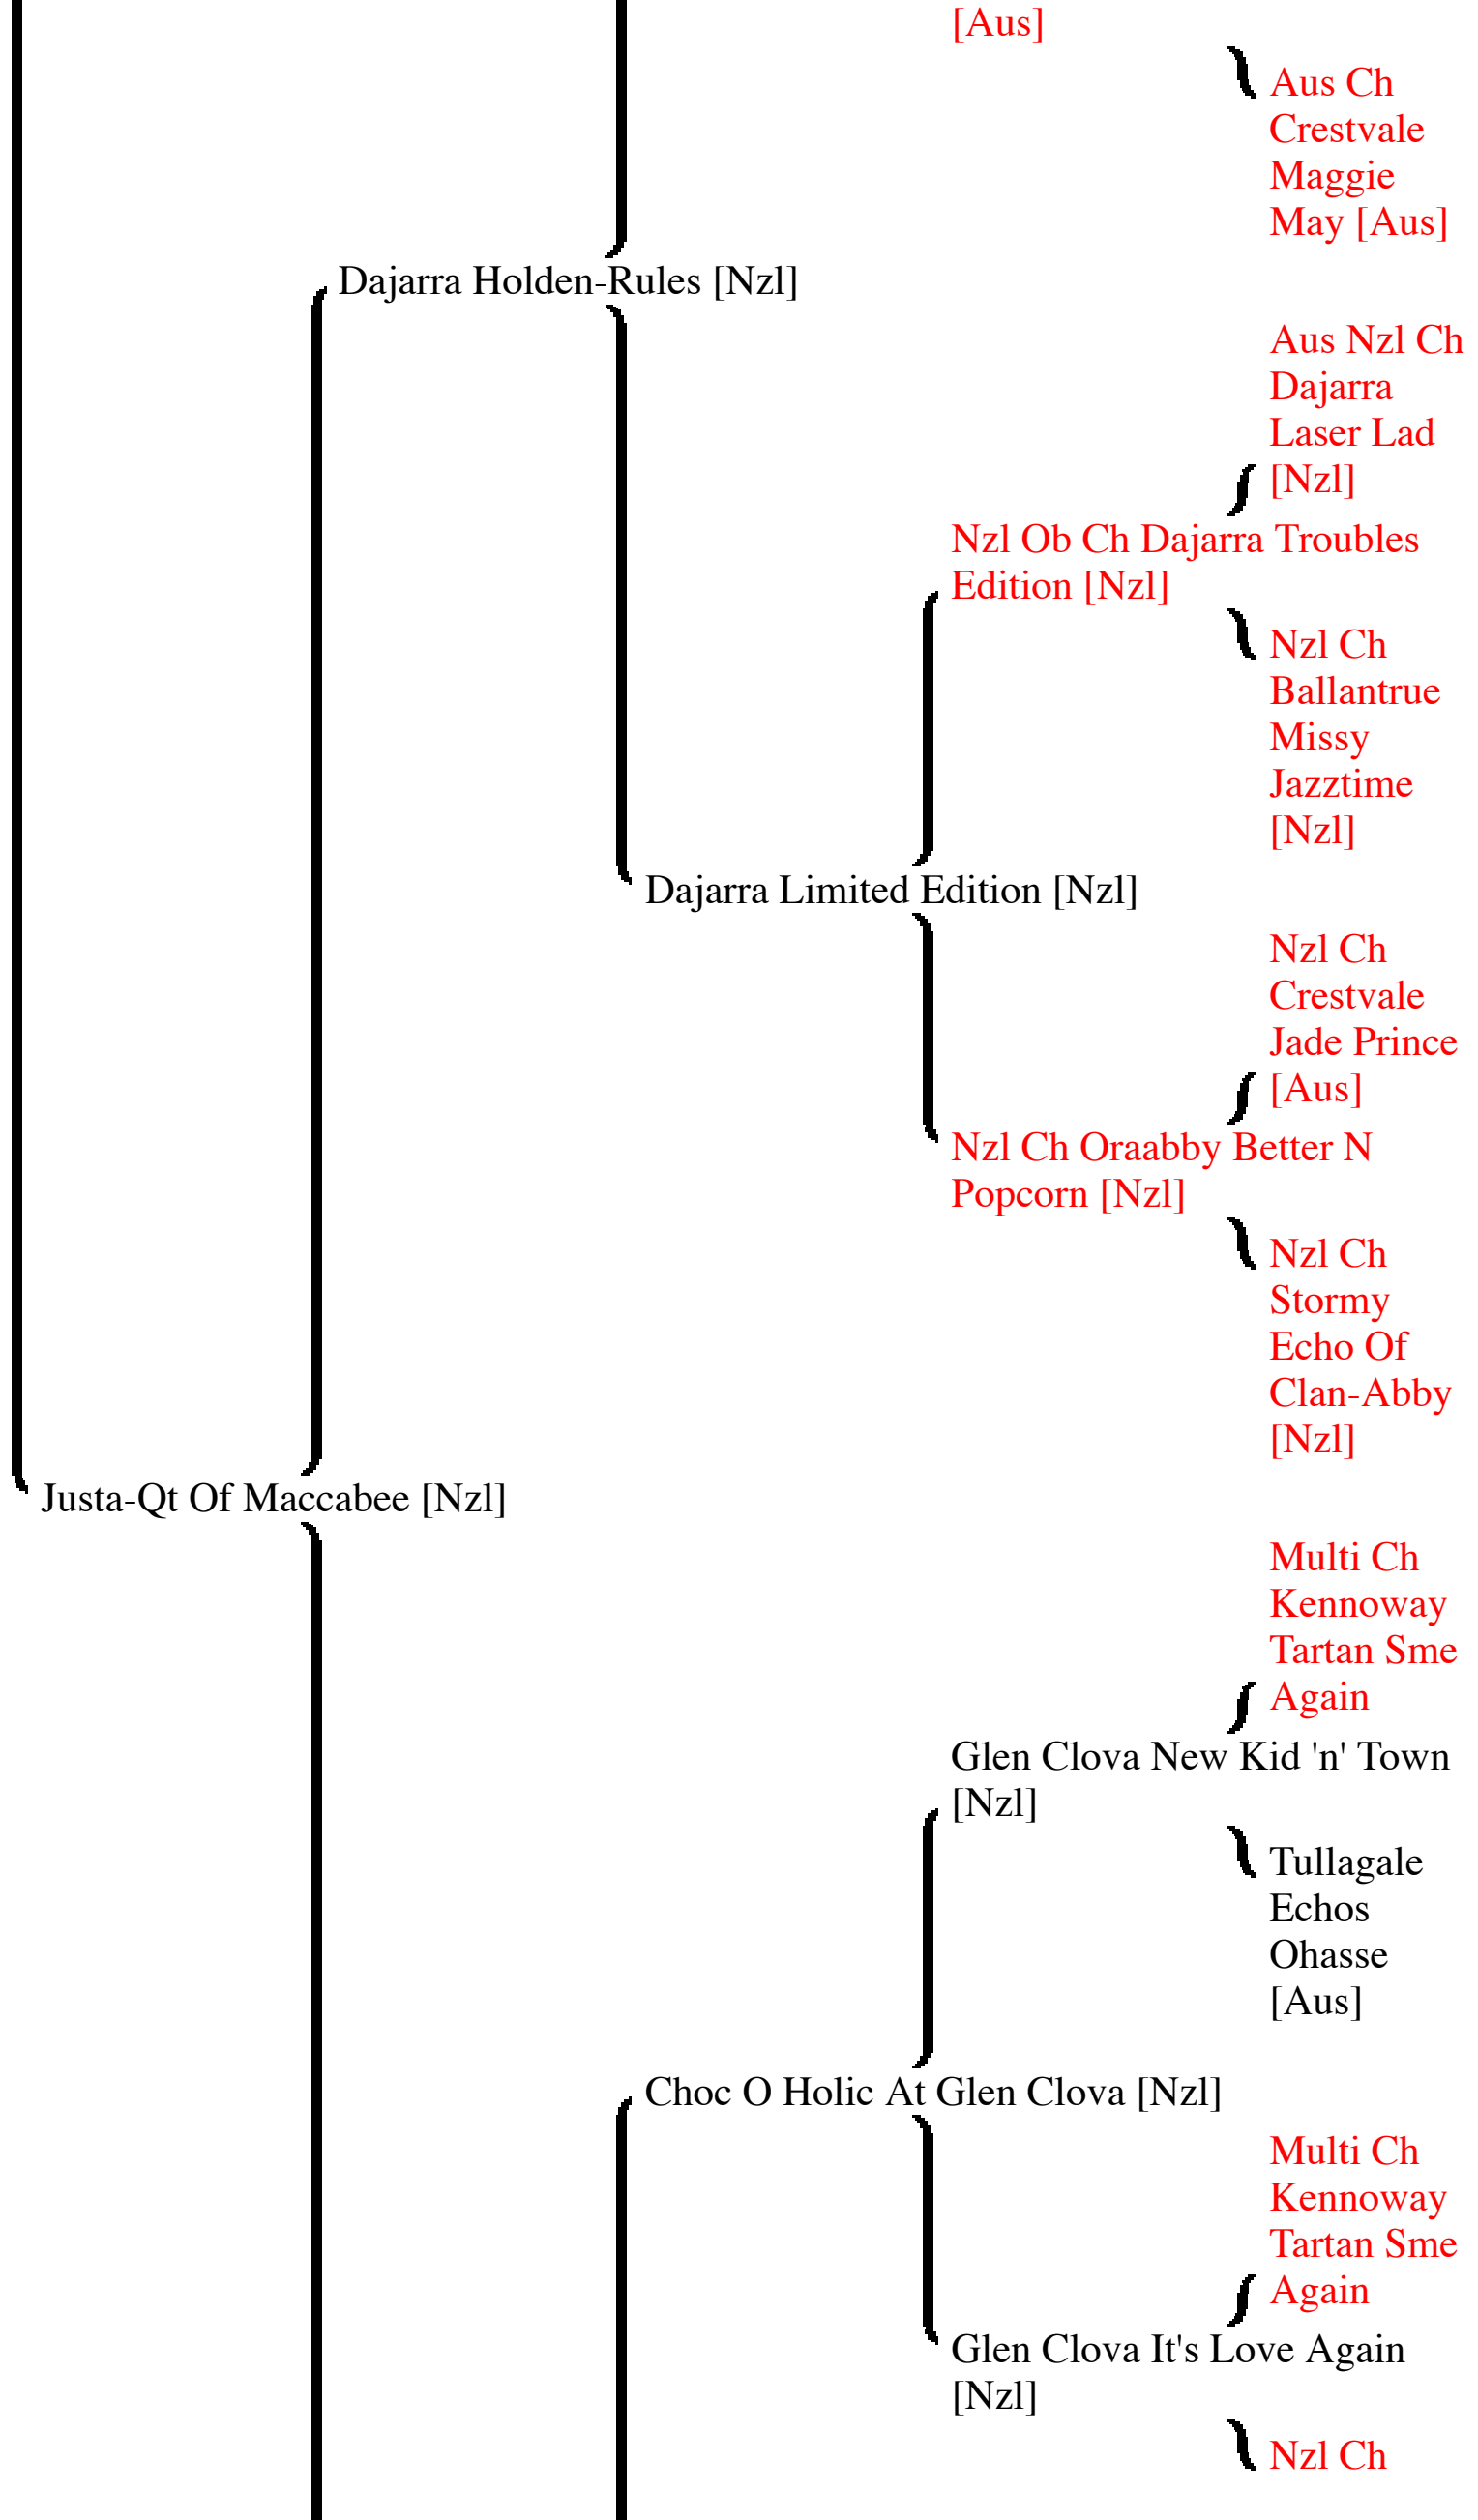 [Aus]
Aus Ch
Crestvale
Maggie
May [Aus]
Dajarra Holden-Rules [Nzl]
Aus Nzl Ch
Dajarra
Laser Lad
[Nzl]
Nzl Ob Ch Dajarra Troubles
Edition [Nzl]
Nzl Ch
Ballantrue
Missy
Jazztime
[Nzl]
Dajarra Limited Edition [Nzl]
Nzl Ch
Crestvale
Jade Prince
[Aus]
Nzl Ch Oraabby Better N
Popcorn [Nzl]
Nzl Ch
Stormy
Echo Of
Clan-Abby
[Nzl]
Justa-Qt Of Maccabee [Nzl]
Multi Ch
Kennoway
Tartan Sme
Again
Glen Clova New Kid 'n' Town
[Nzl]
Tullagale
Echos
Ohasse
[Aus]
Choc O Holic At Glen Clova [Nzl]
Multi Ch
Kennoway
Tartan Sme
Again
Glen Clova It's Love Again
[Nzl]
Nzl Ch